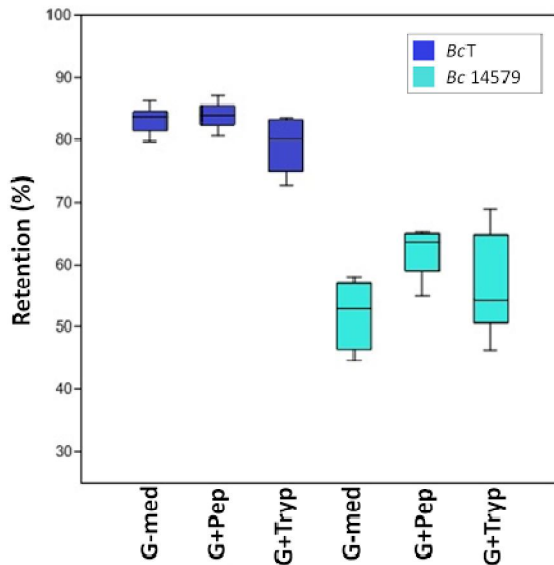 100
90
80
70
60
50
40
30
Retention (%)
BcT
Bc 14579
G-med
G+Pep
G+Tryp
G-med
G+Pep
G+Tryp